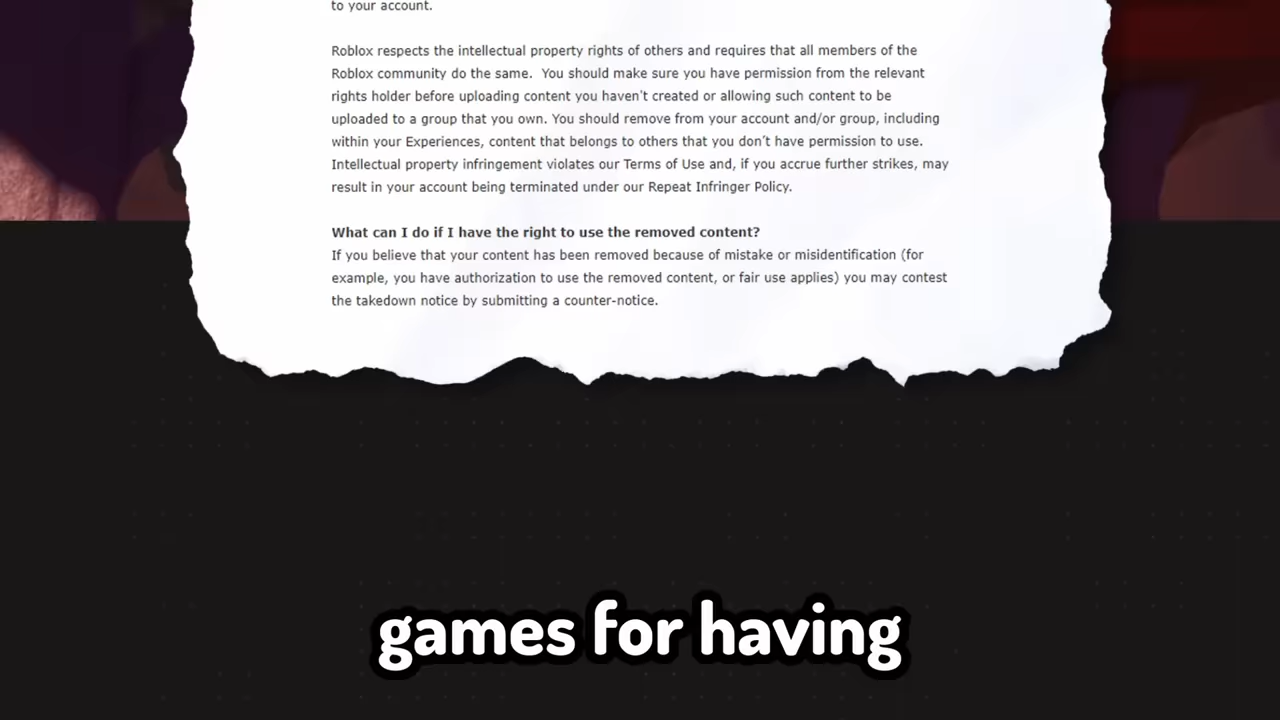 to your account.
Roblox respects the intellectual property rights of others and requires that all members of the
Roblox community do the same.  You should make sure you have permission from the relevant
rights holder before uploading content you haven't created or allowing such content to be
uploaded to a group that you own. You should remove from your account and/or group, including
within your Experiences, content that belongs to others that you don’t have permission to use.
Intellectual property infringement violates our Terms of Use and, if you accrue further strikes, may
result in your account being terminated under our Repeat Infringer Policy.
What can I do if I have the right to use the removed content?
If you believe that your content has been removed because of mistake or misidentification (for
example, you have authorization to use the removed content, or fair use applies) you may contest
the takedown notice by submitting a counter-notice.
games for having